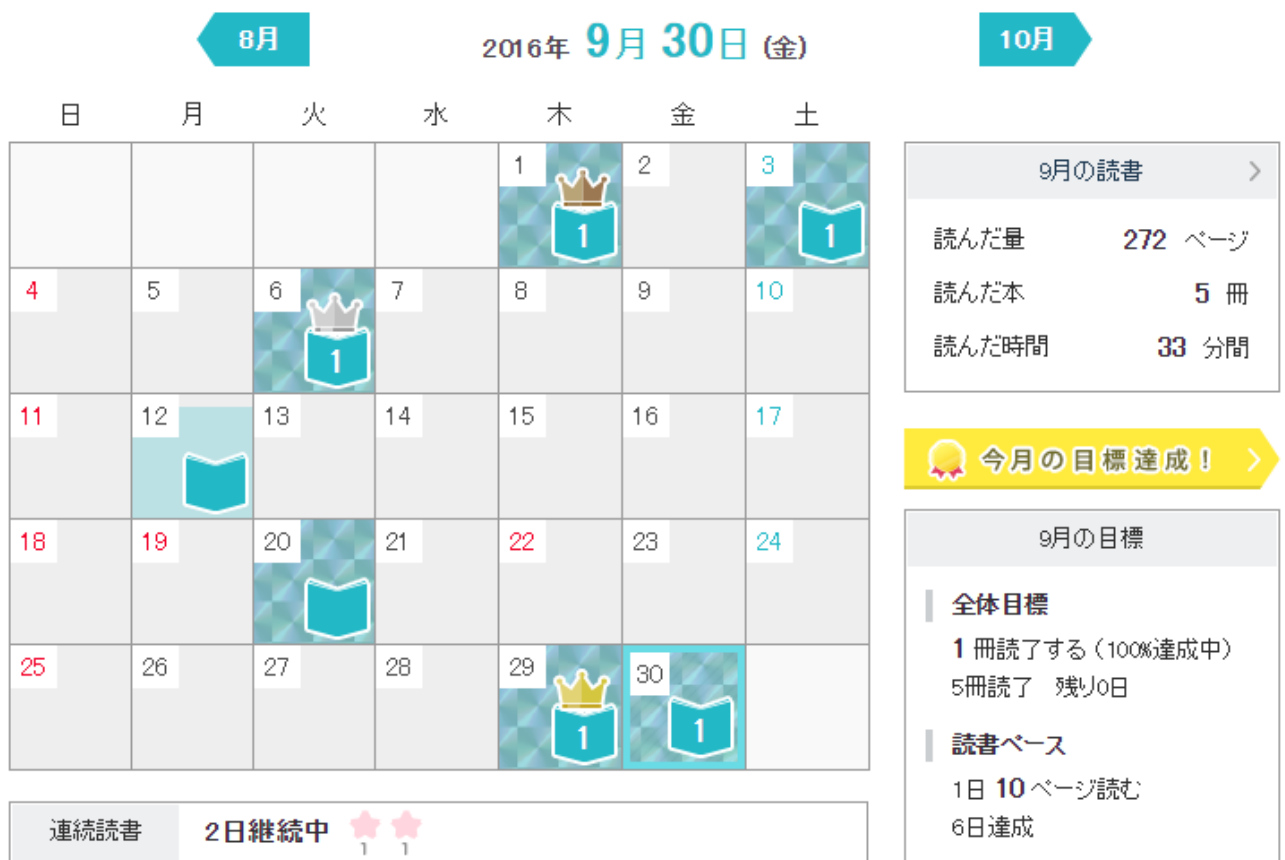 8月 2016年 9月 30日 (金) 10月
日 月 火 水 木 金 土
1 2 3
1 1
4 5 6 7 8 9 10
1
11 12 13 14 15 16 17
18 19 20 21 22 23 24
25 26 27 28 29 30
1 1
連続読書 2日継続中
1 1
9月の読書
読んだ量 272 ページ
読んだ本 5 冊
読んだ時間 33 分間
今月の目標達成!
9月の目標
全体目標
1 冊読了する(100%達成中)
5冊読了 残り0日
読書ペース
1日 10 ページ読む
6日達成